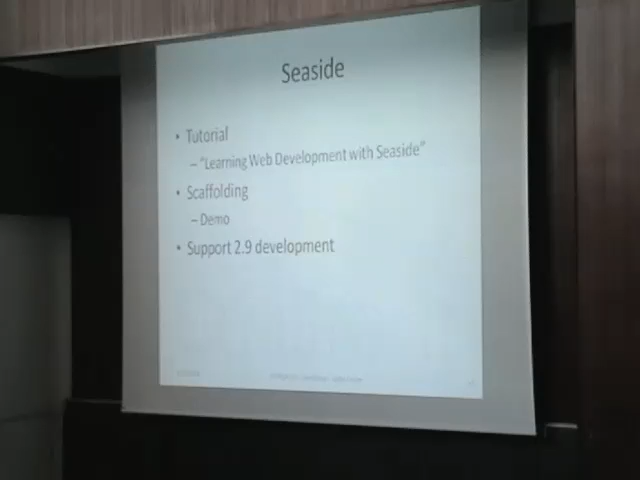 Seaside
• Tutorial
– "Learning Web Development with Seaside"
• Scaffolding
– Demo
• Support 2.9 development